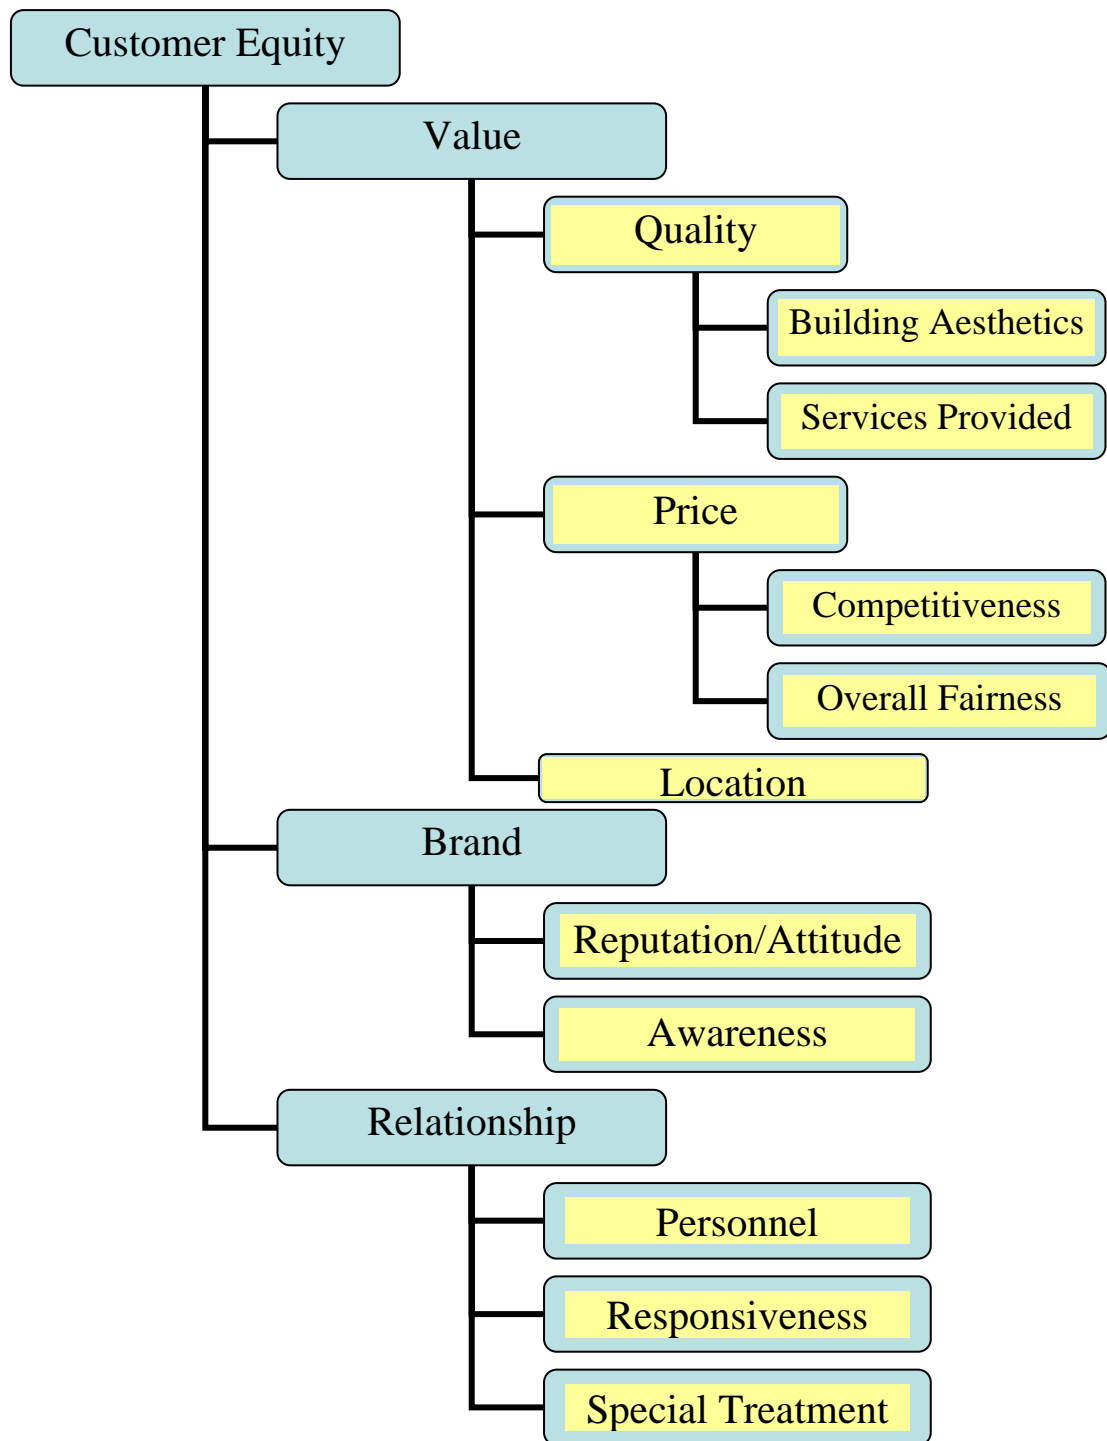 Customer Equity
Value
Quality
Building Aesthetics
Services Provided
Price
Competitiveness
Overall Fairness
Location
Brand
Reputation/Attitude
Awareness
Relationship
Personnel
Responsiveness
Special Treatment